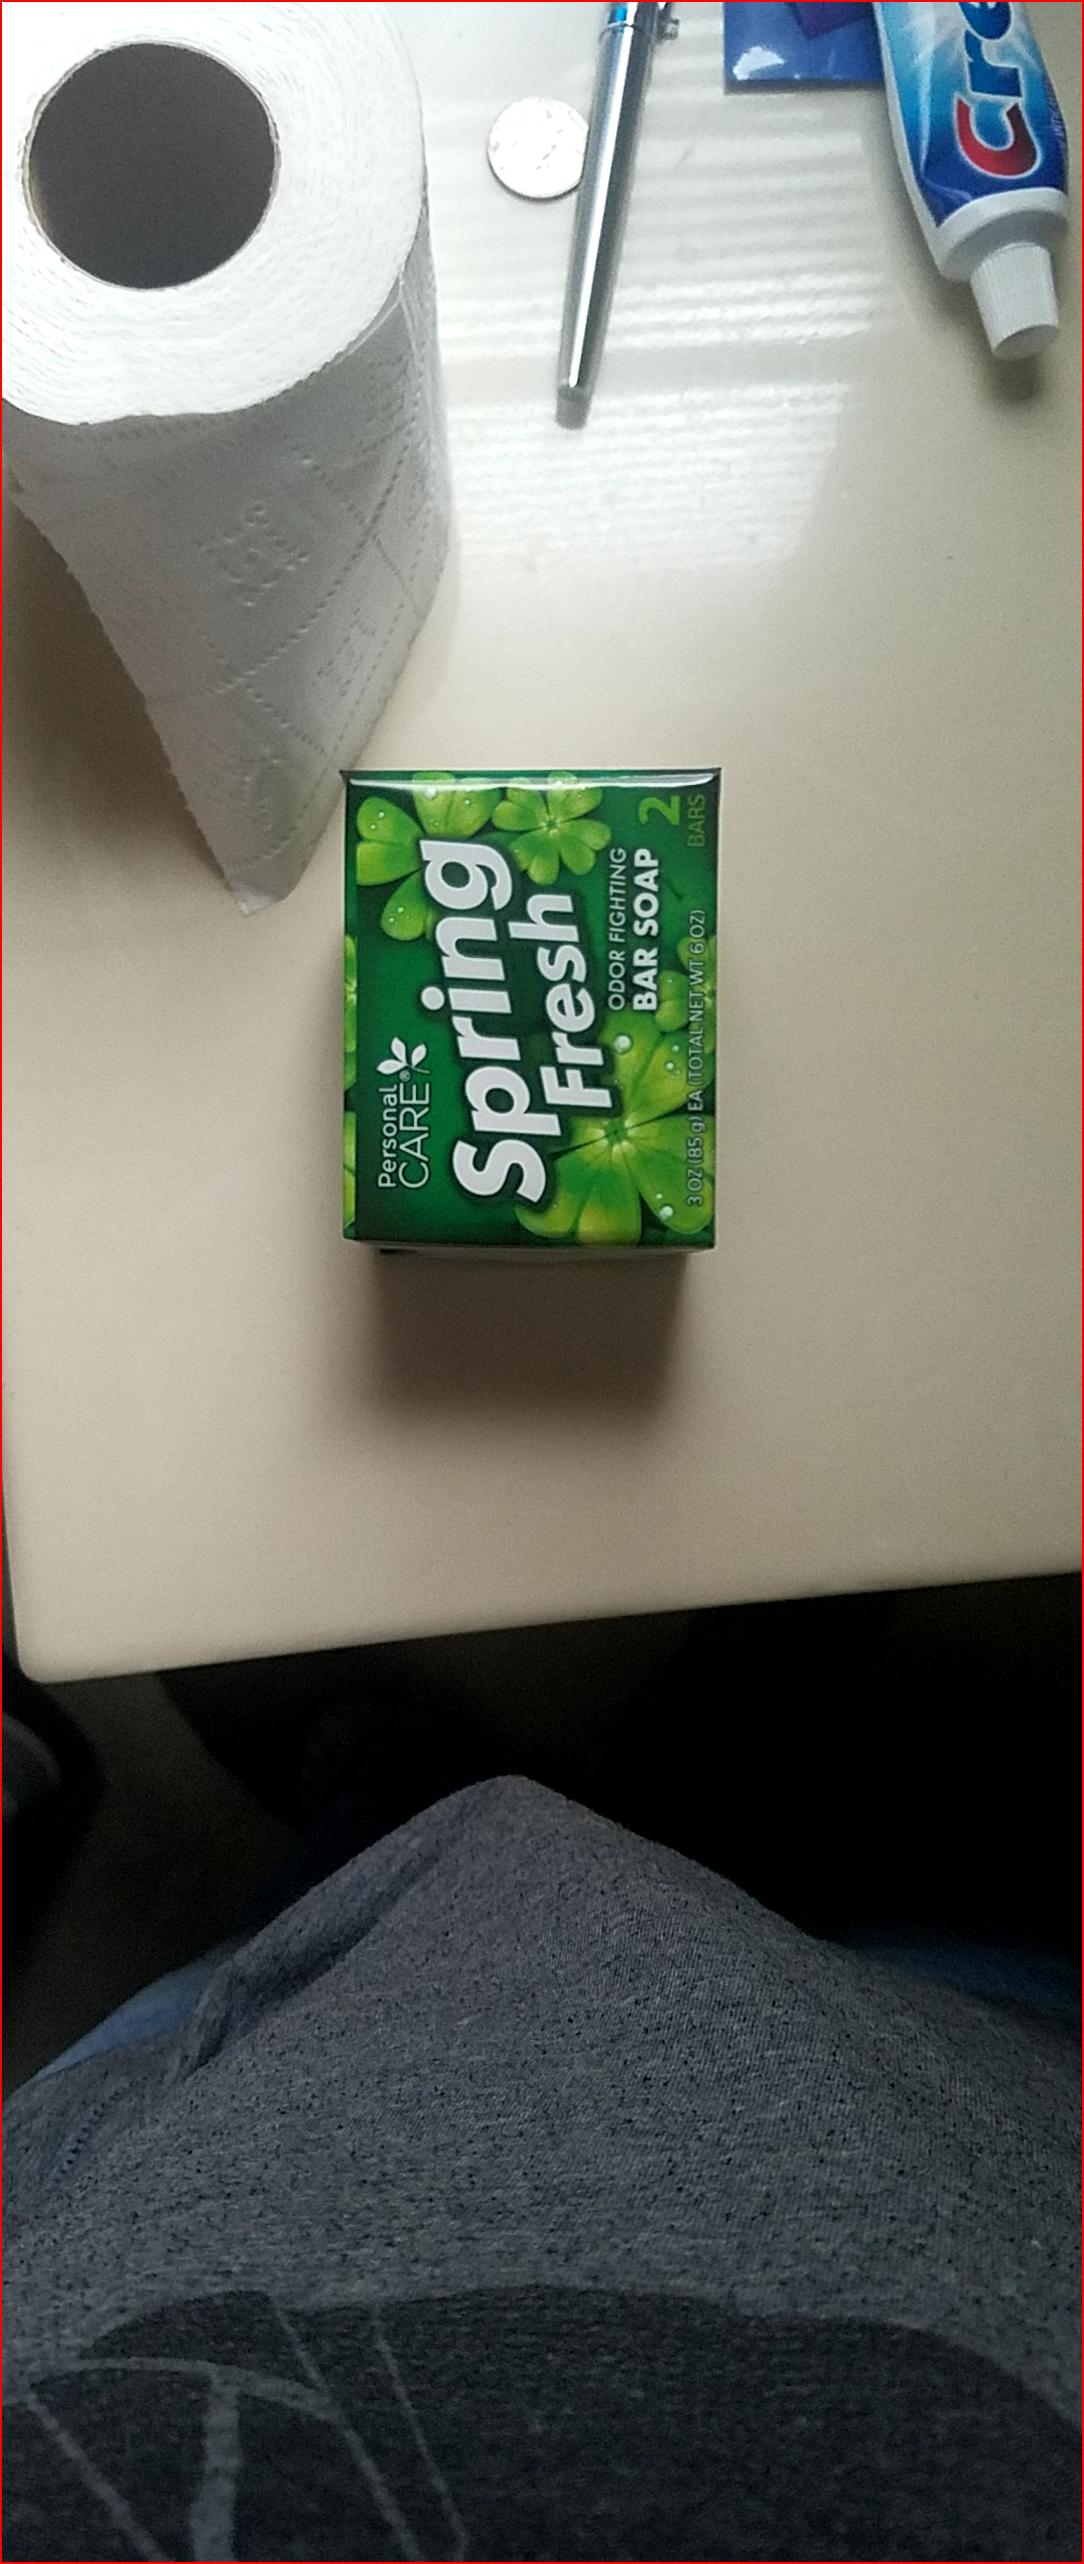 Personal
CARE®
Spring
Fresh
ODOR FIGHTING
BAR SOAP
2
BARS
3 OZ (85 g) EA (TOTAL NET WT 6 OZ)
Cre